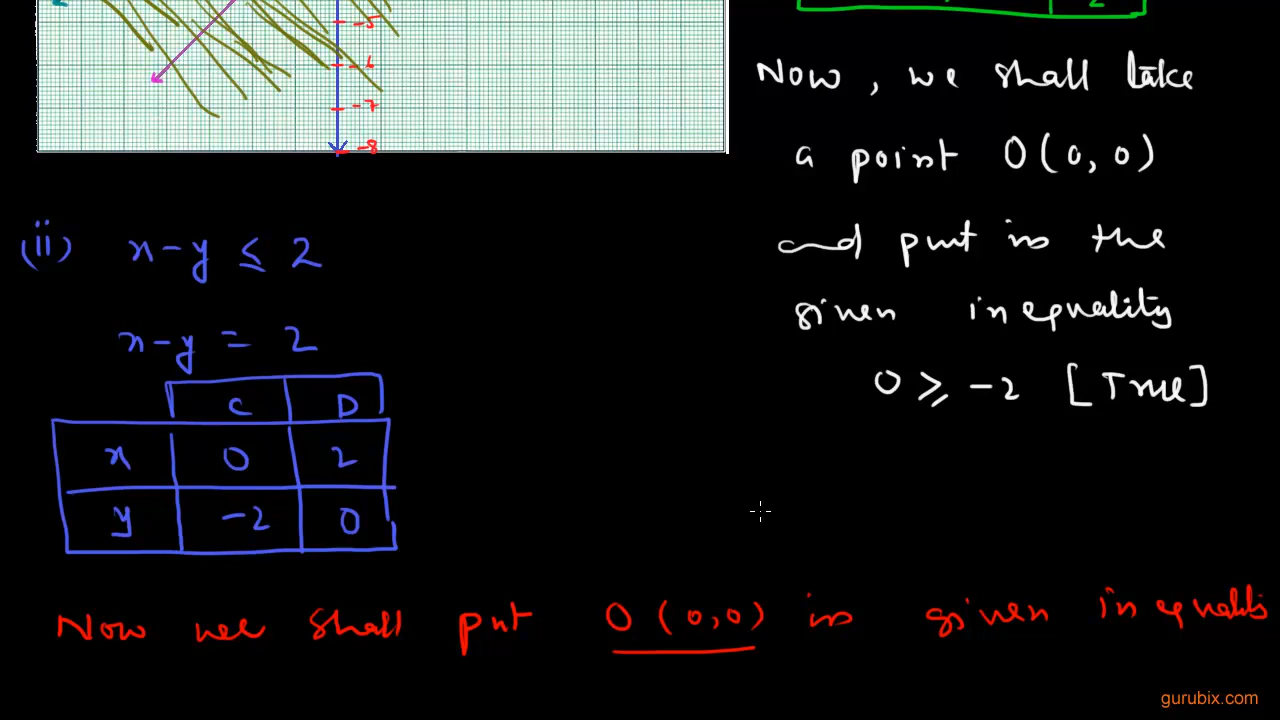 -5
-6
-7
-8
2
Now, we shall take
a point O(0,0)
and put in the
given inequality
0 ⩾ -2 [True]
(ii) x-y ≤ 2
x-y = 2
C D
x 0 2
y -2 0
Now we shall put O(0,0) in given inequality
gurubix.com